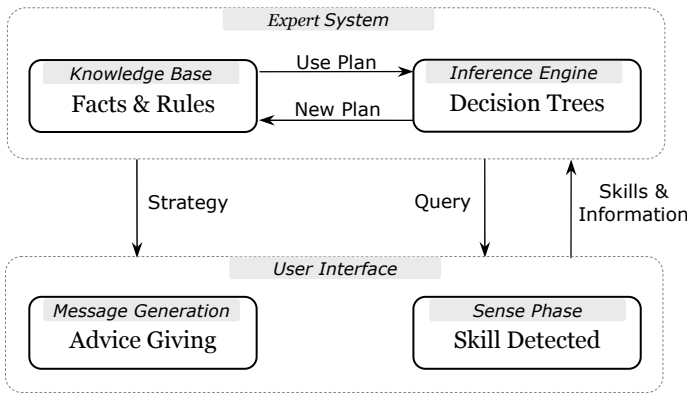 Expert System
Knowledge Base
Facts & Rules
Use Plan
New Plan
Inference Engine
Decision Trees
Strategy
Query
Skills &
Information
User Interface
Message Generation
Advice Giving
Sense Phase
Skill Detected